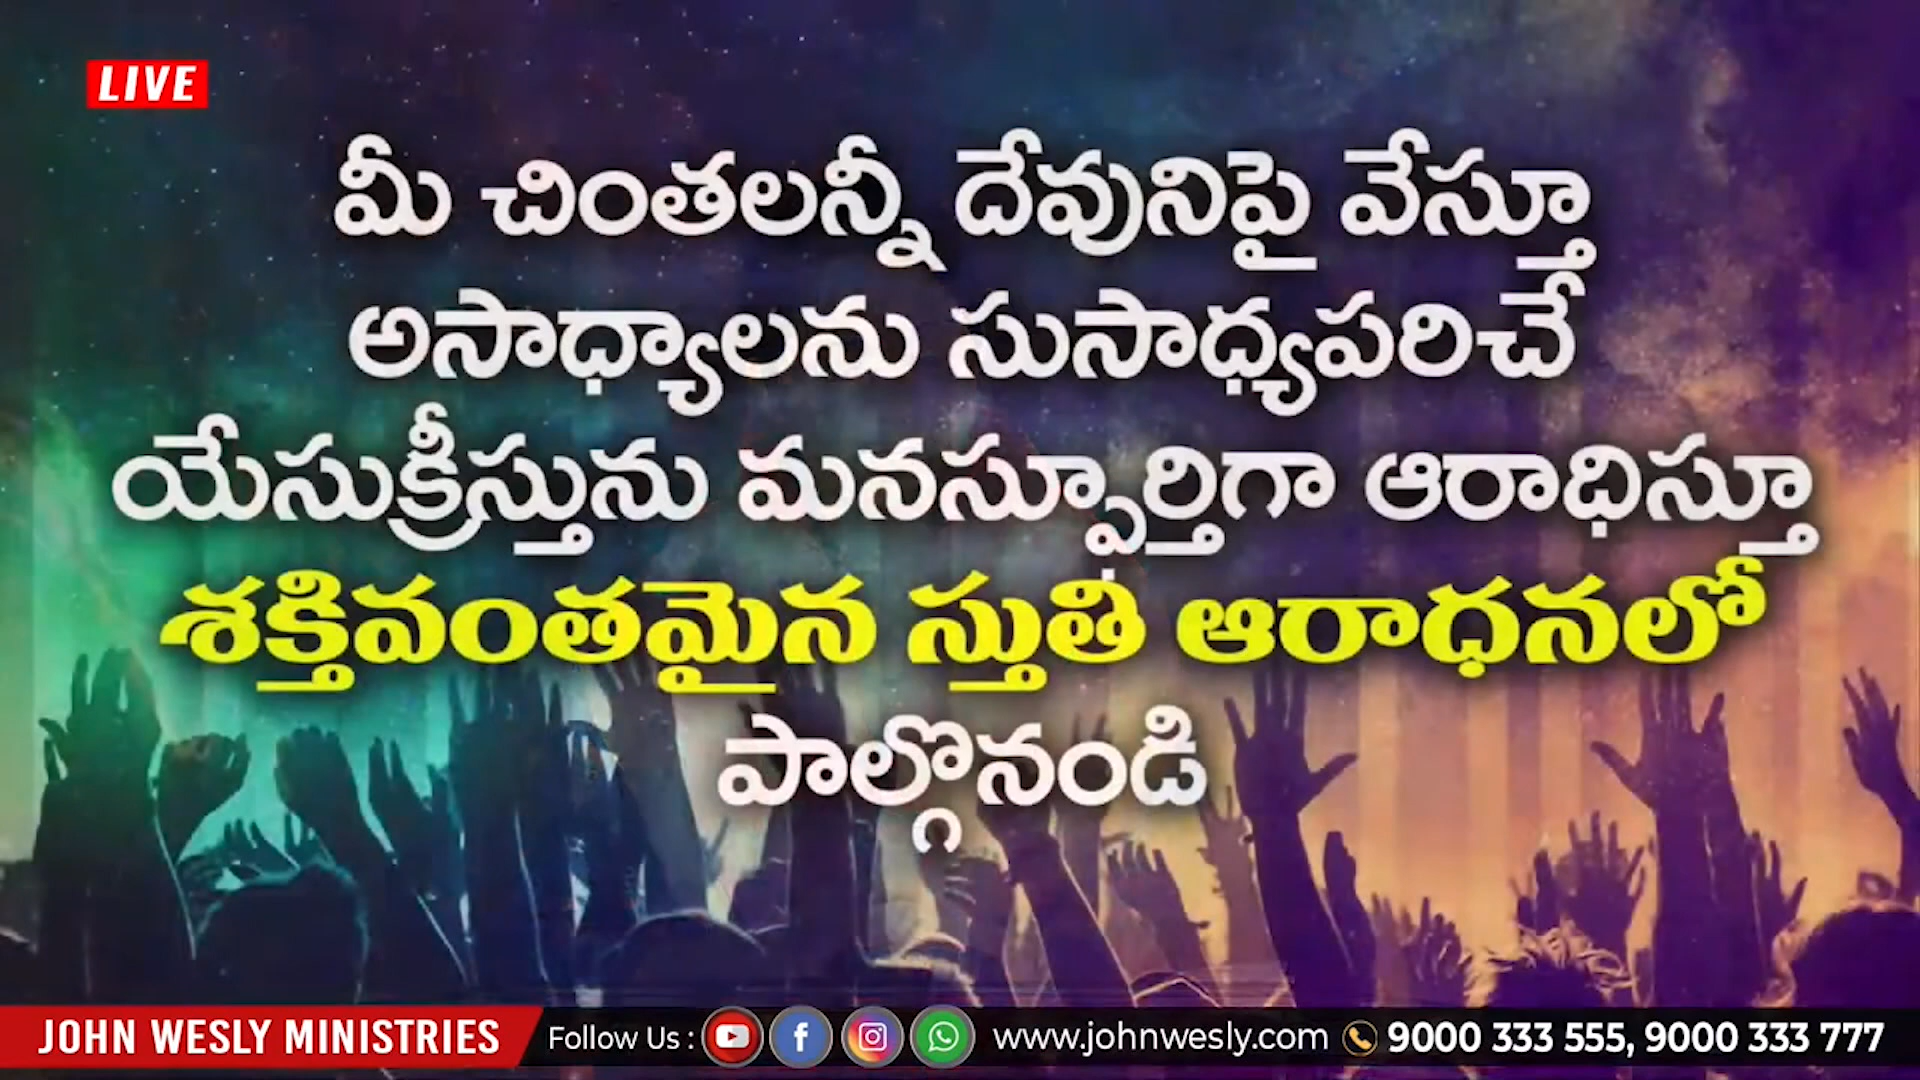 LIVE
మీ చింతలన్నీ దేవునిపై వేస్తూ
అసాధ్యాలను సుసాధ్యపరిచే
యేసుక్రీస్తును మనస్ఫూర్తిగా ఆరాధిస్తూ
శక్తివంతమైన స్తుతి ఆరాధనలో
పాల్గొనండి
JOHN WESLY MINISTRIES Follow Us : www.johnwesly.com 9000 333 555, 9000 333 777